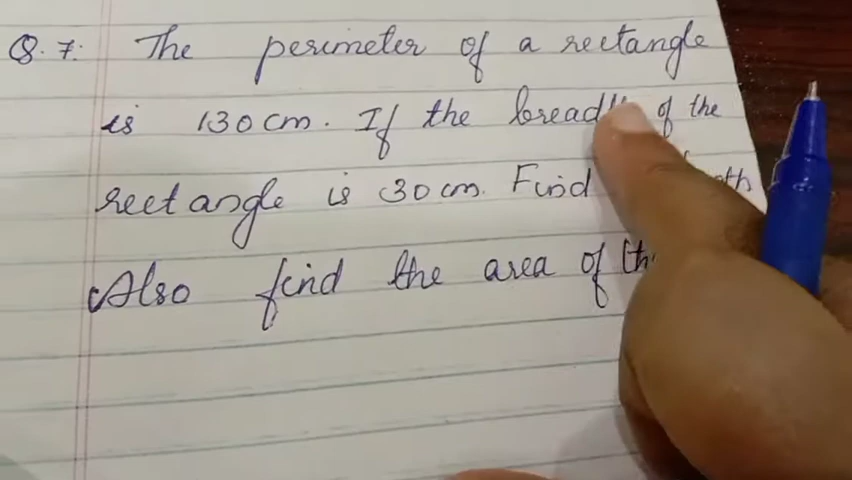 Q. 7. The perimeter of a rectangle
is 130 cm. If the breadth of the
rectangle is 30 cm. Find
Also find the area of the